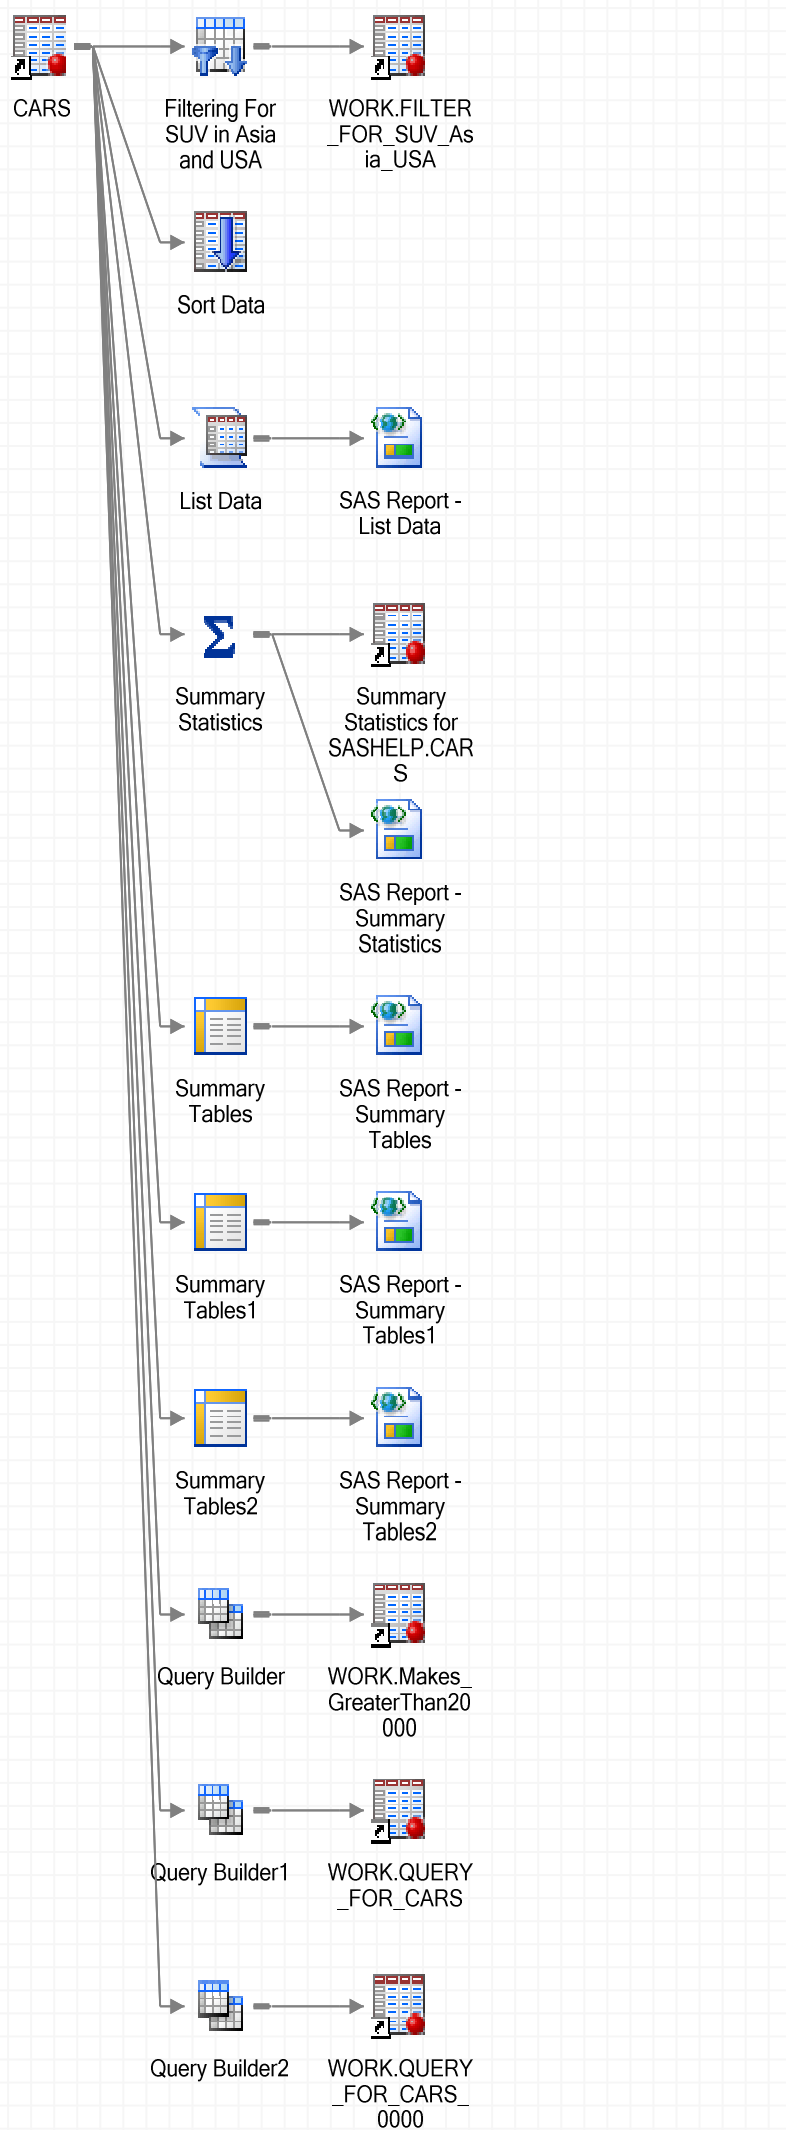 CARS
Filtering For
SUV in Asia
and USA
WORK.FILTER
_FOR_SUV_As
ia_USA
Sort Data
List Data
SAS Report -
List Data
Summary
Statistics
Summary
Statistics for
SASHELP.CAR
S
SAS Report -
Summary
Statistics
Summary
Tables
SAS Report -
Summary
Tables
Summary
Tables1
SAS Report -
Summary
Tables1
Summary
Tables2
SAS Report -
Summary
Tables2
Query Builder
WORK.Makes_
GreaterThan20
000
Query Builder1
WORK.QUERY
_FOR_CARS
Query Builder2
WORK.QUERY
_FOR_CARS_
0000